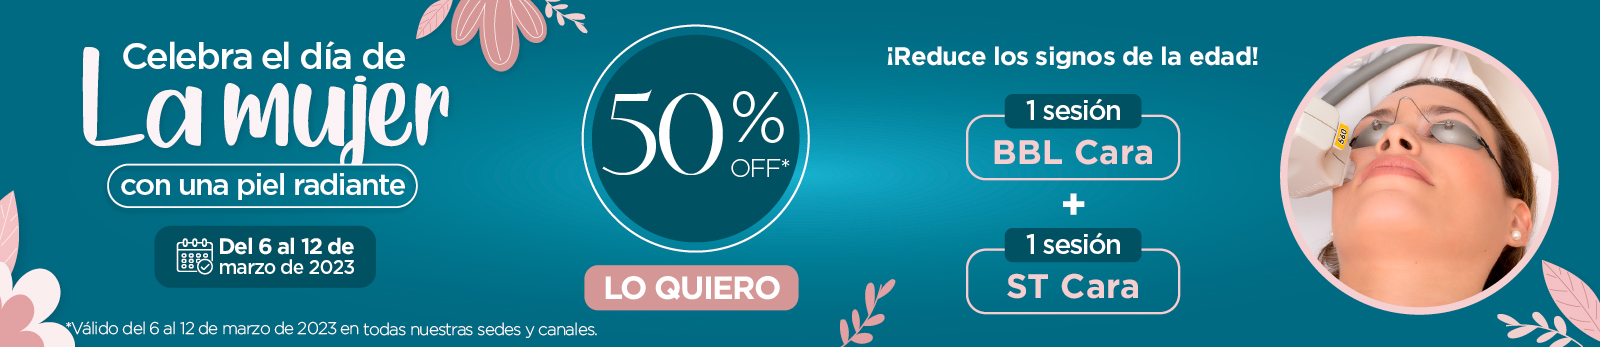 Celebra el día de
La mujer
con una piel radiante
Del 6 al 12 de
marzo de 2023
*Válido del 6 al 12 de marzo de 2023 en todas nuestras sedes y canales.
50%
OFF*
LO QUIERO
¡Reduce los signos de la edad!
1 sesión
BBL Cara
+
1 sesión
ST Cara
560